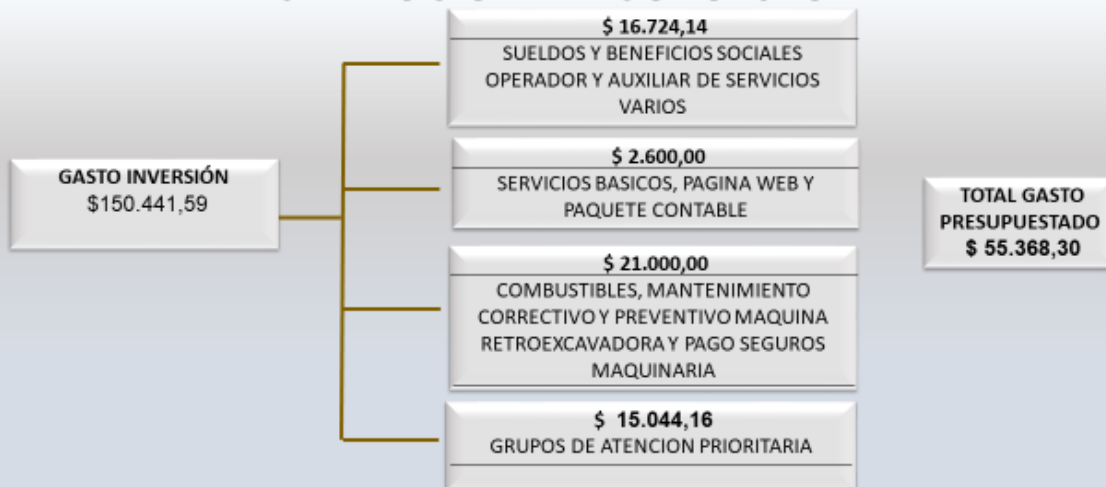 $ 16.724,14
SUELDOS Y BENEFICIOS SOCIALES
OPERADOR Y AUXILIAR DE SERVICIOS
VARIOS
GASTO INVERSIÓN
$150.441,59
$ 2.600,00
SERVICIOS BASICOS, PAGINA WEB Y
PAQUETE CONTABLE
$ 21.000,00
COMBUSTIBLES, MANTENIMIENTO
CORRECTIVO Y PREVENTIVO MAQUINA
RETROEXCAVADORA Y PAGO SEGUROS
MAQUINARIA
$ 15.044,16
GRUPOS DE ATENCION PRIORITARIA
TOTAL GASTO
PRESUPUESTADO
$ 55.368,30